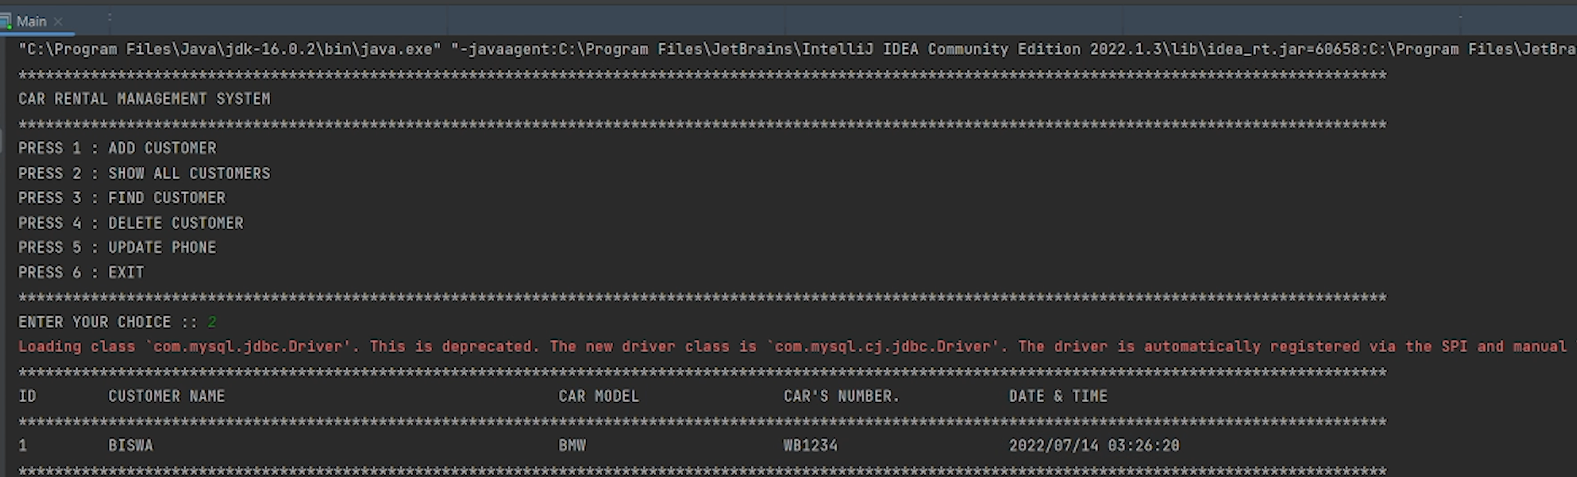 Main
"C:\Program Files\Java\jdk-16.0.2\bin\java.exe" "-javaagent:C:\Program Files\JetBrains\IntelliJ IDEA Community Edition 2022.1.3\lib\idea_rt.jar=60658:C:\Program Files\JetBra
********************************************************************************************************************************************************
CAR RENTAL MANAGEMENT SYSTEM
********************************************************************************************************************************************************
PRESS 1 : ADD CUSTOMER
PRESS 2 : SHOW ALL CUSTOMERS
PRESS 3 : FIND CUSTOMER
PRESS 4 : DELETE CUSTOMER
PRESS 5 : UPDATE PHONE
PRESS 6 : EXIT
********************************************************************************************************************************************************
ENTER YOUR CHOICE :: 2
Loading class `com.mysql.jdbc.Driver'. This is deprecated. The new driver class is `com.mysql.cj.jdbc.Driver'. The driver is automatically registered via the SPI and manual
********************************************************************************************************************************************************
ID CUSTOMER NAME CAR MODEL CAR'S NUMBER. DATE & TIME
********************************************************************************************************************************************************
1 BISWA BMW WB1234 2022/07/14 03:26:20
********************************************************************************************************************************************************